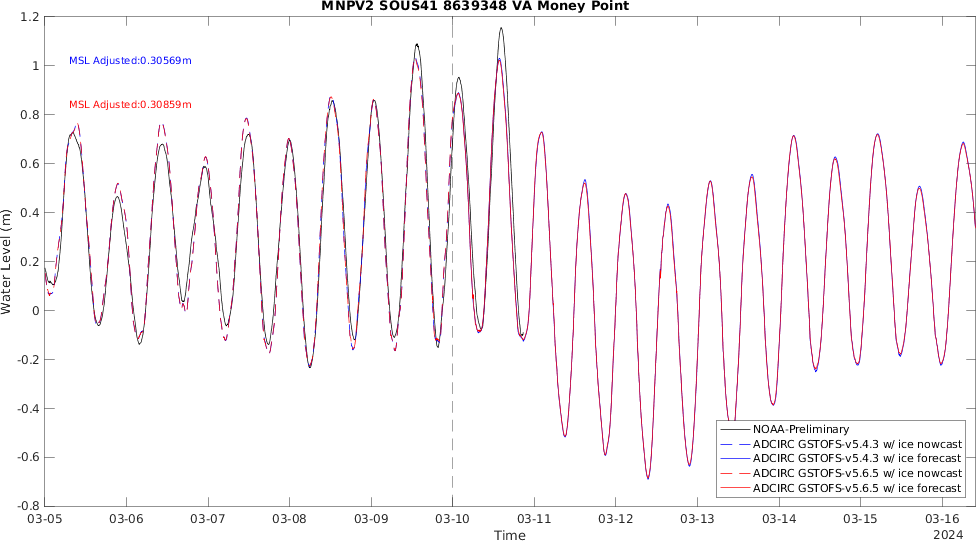 MNPV2 SOUS41 8639348 VA Money Point
MSL Adjusted:0.30569m
MSL Adjusted:0.30859m
Water Level (m)
1.2
1
0.8
0.6
0.4
0.2
0
-0.2
-0.4
-0.6
-0.8
NOAA-Preliminary
ADCIRC GSTOFS-v5.4.3 w/ ice nowcast
ADCIRC GSTOFS-v5.4.3 w/ ice forecast
ADCIRC GSTOFS-v5.6.5 w/ ice nowcast
ADCIRC GSTOFS-v5.6.5 w/ ice forecast
03-05 03-06 03-07 03-08 03-09 03-10 03-11 03-12 03-13 03-14 03-15 03-16
Time
2024